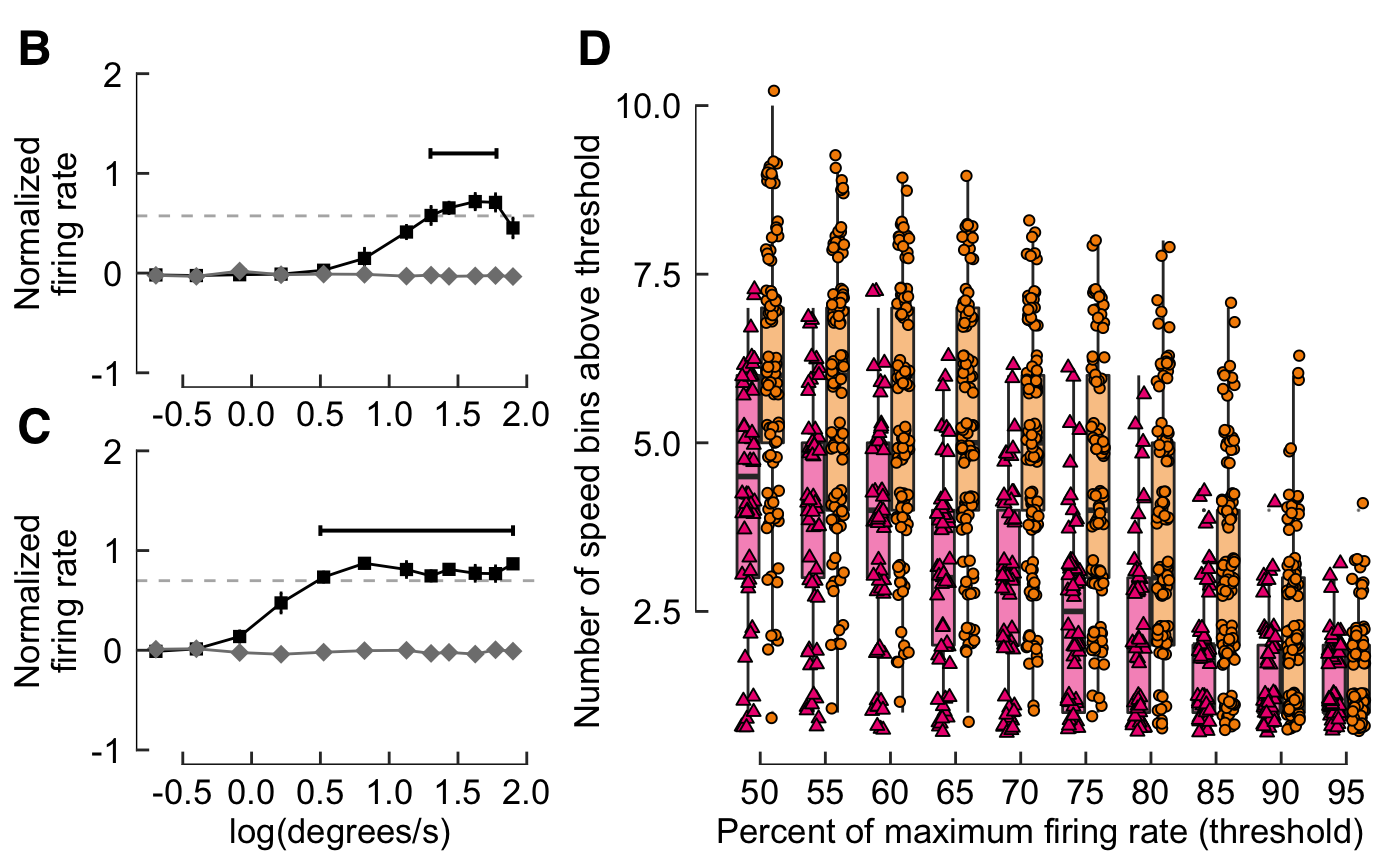 B
2
1
0
-1
Normalized
firing rate
-0.5 0.0 0.5 1.0 1.5 2.0
C
2
1
0
-1
Normalized
firing rate
-0.5 0.0 0.5 1.0 1.5 2.0
log(degrees/s)
D
10.0
7.5
5.0
2.5
Number of speed bins above threshold
50 55 60 65 70 75 80 85 90 95
Percent of maximum firing rate (threshold)